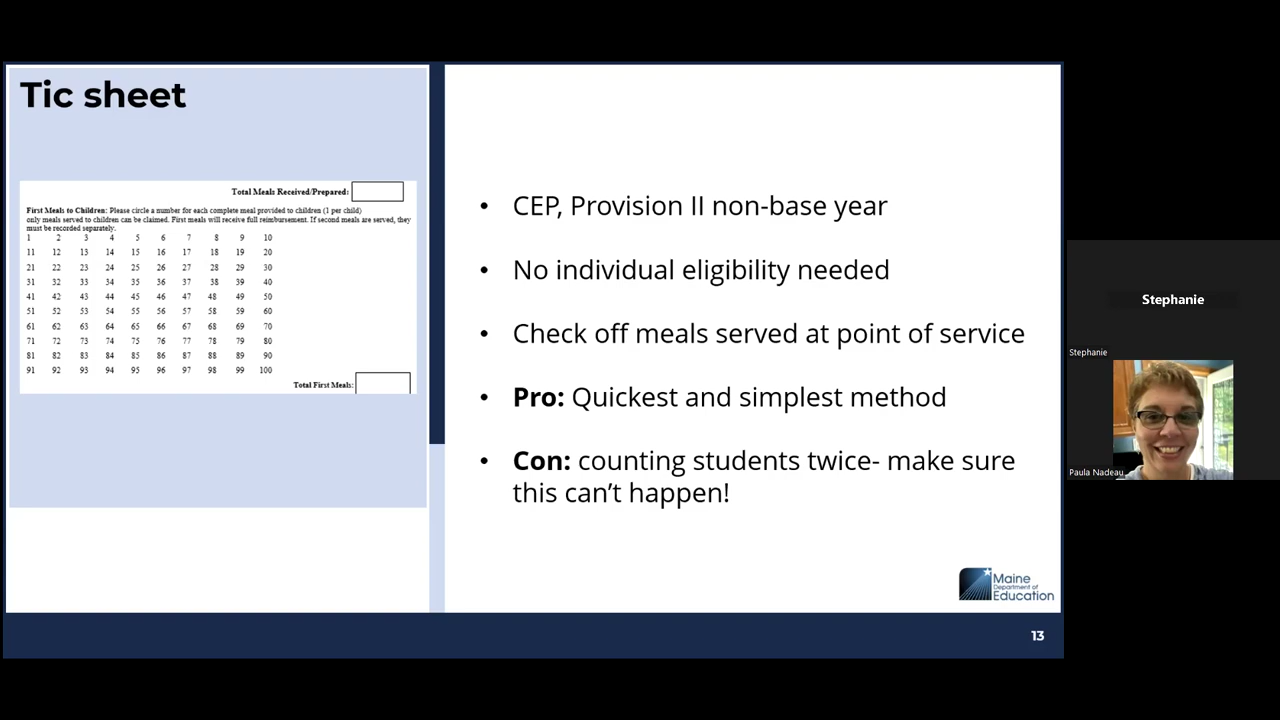 Tic sheet
Total Meals Received/Prepared:
First Meals to Children: Please circle a number for each complete meal provided to children (1 per child)
only meals served to children can be claimed. First meals will receive full reimbursement. If second meals are served, they
must be recorded separately.
1 2 3 4 5 6 7 8 9 10
11 12 13 14 15 16 17 18 19 20
21 22 23 24 25 26 27 28 29 30
31 32 33 34 35 36 37 38 39 40
41 42 43 44 45 46 47 48 49 50
51 52 53 54 55 56 57 58 59 60
61 62 63 64 65 66 67 68 69 70
71 72 73 74 75 76 77 78 79 80
81 82 83 84 85 86 87 88 89 90
91 92 93 94 95 96 97 98 99 100
Total First Meals:
• CEP, Provision II non-base year
• No individual eligibility needed
• Check off meals served at point of service
• Pro: Quickest and simplest method
• Con: counting students twice- make sure
this can’t happen!
Maine
Department of
Education
13
Stephanie
Stephanie
Paula Nadeau